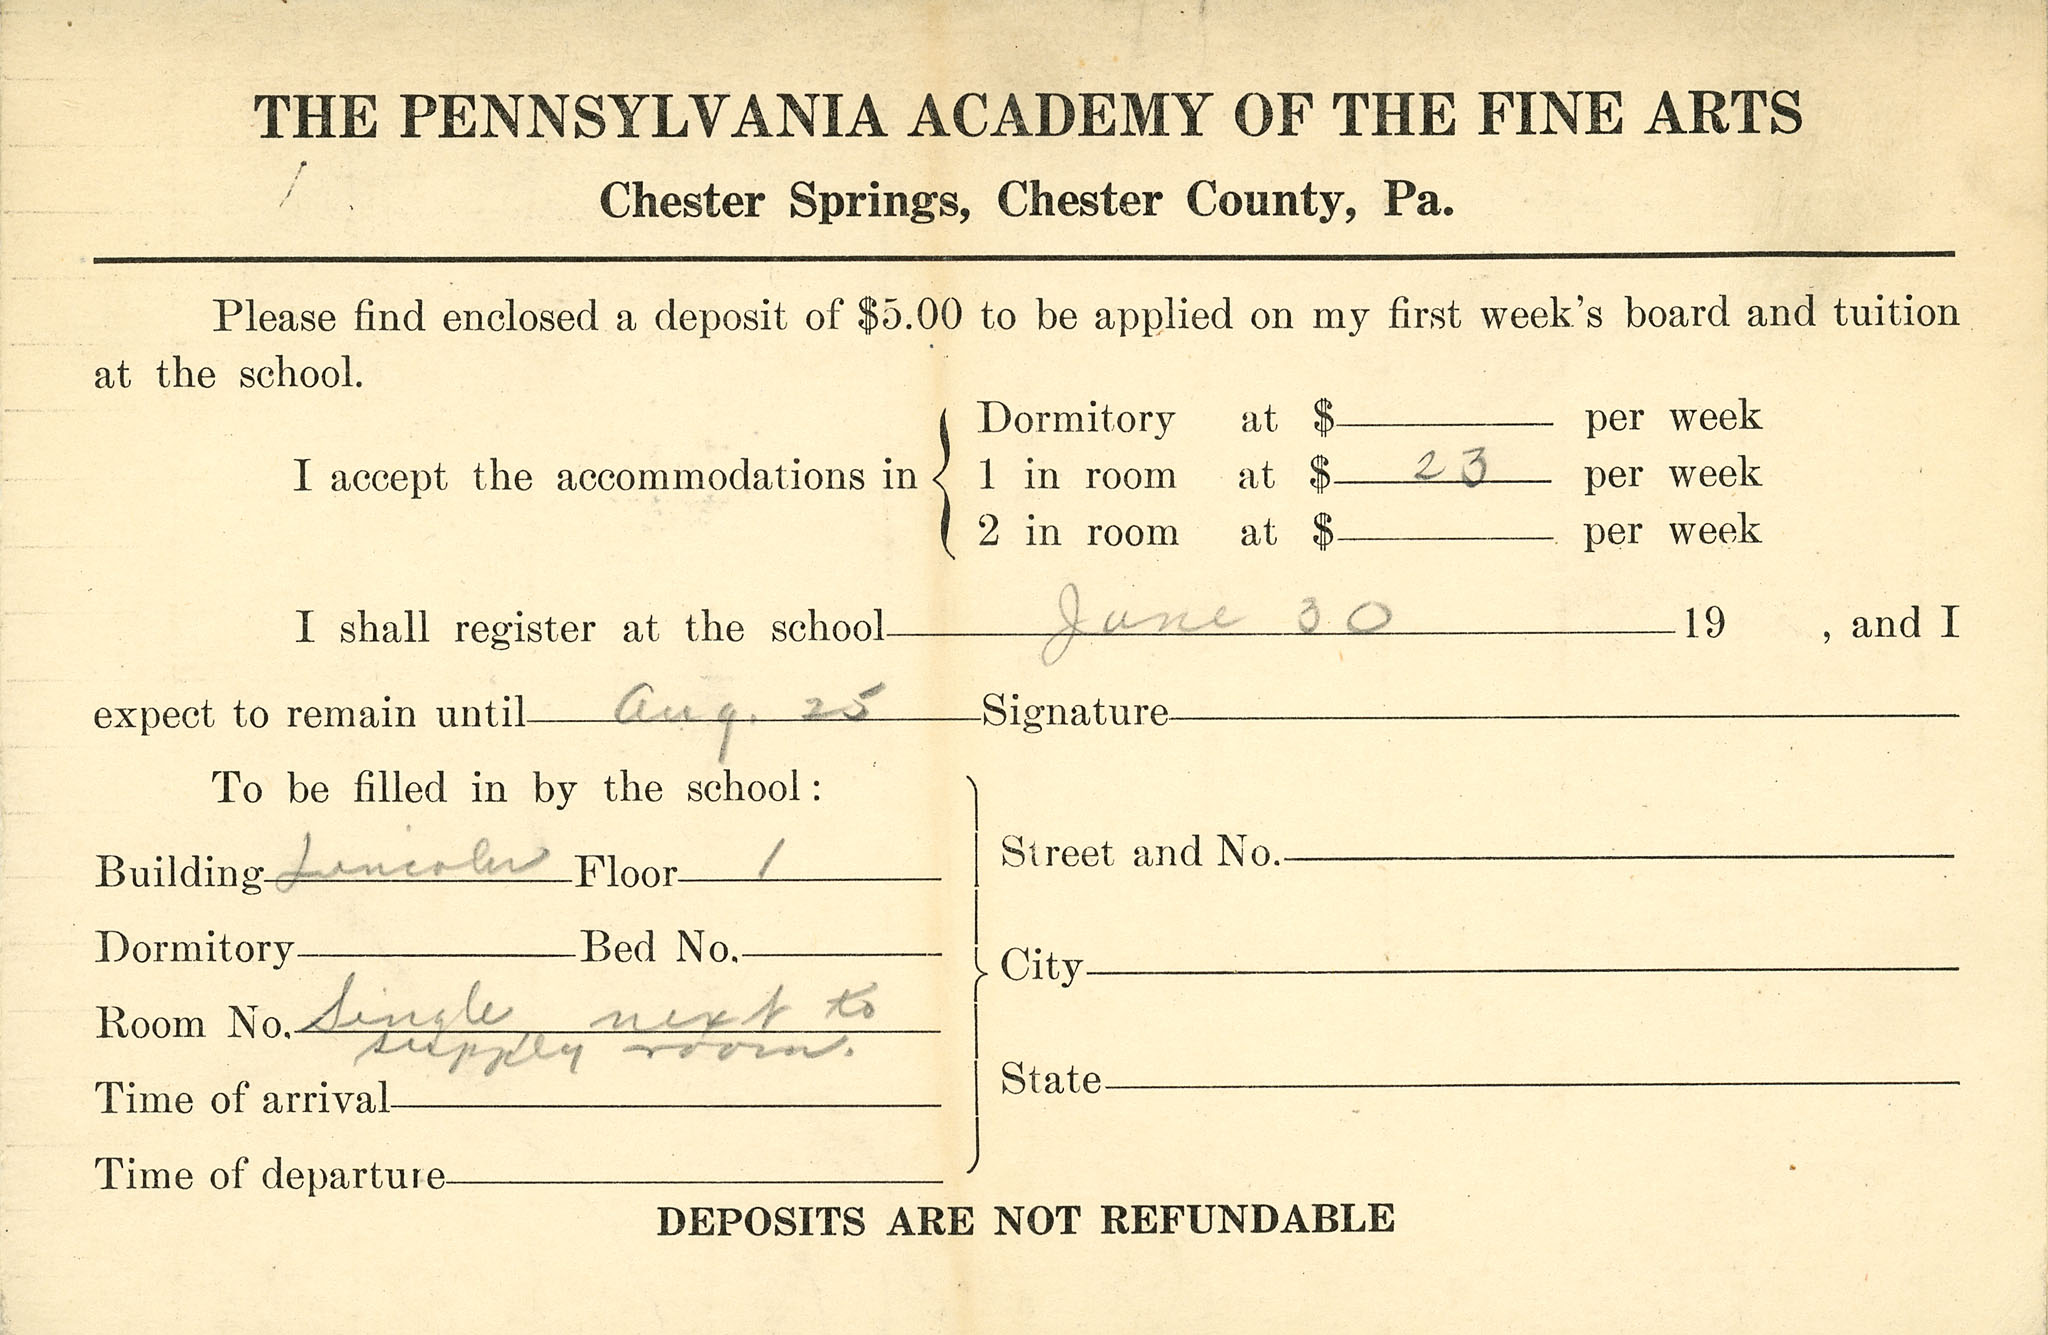 THE PENNSYLVANIA ACADEMY OF THE FINE ARTS
Chester Springs, Chester County, Pa.
Please find enclosed a deposit of $5.00 to be applied on my first week's board and tuition
at the school.
I accept the accommodations in
Dormitory at $ per week
1 in room at $ 23 per week
2 in room at $ per week
I shall register at the school June 30 19 , and I
expect to remain until Aug. 25 Signature
To be filled in by the school:
Building Lincoln Floor 1
Dormitory Bed No.
Room No. Single next to
supply room.
Time of arrival
Time of departure
Street and No.
City
State
DEPOSITS ARE NOT REFUNDABLE